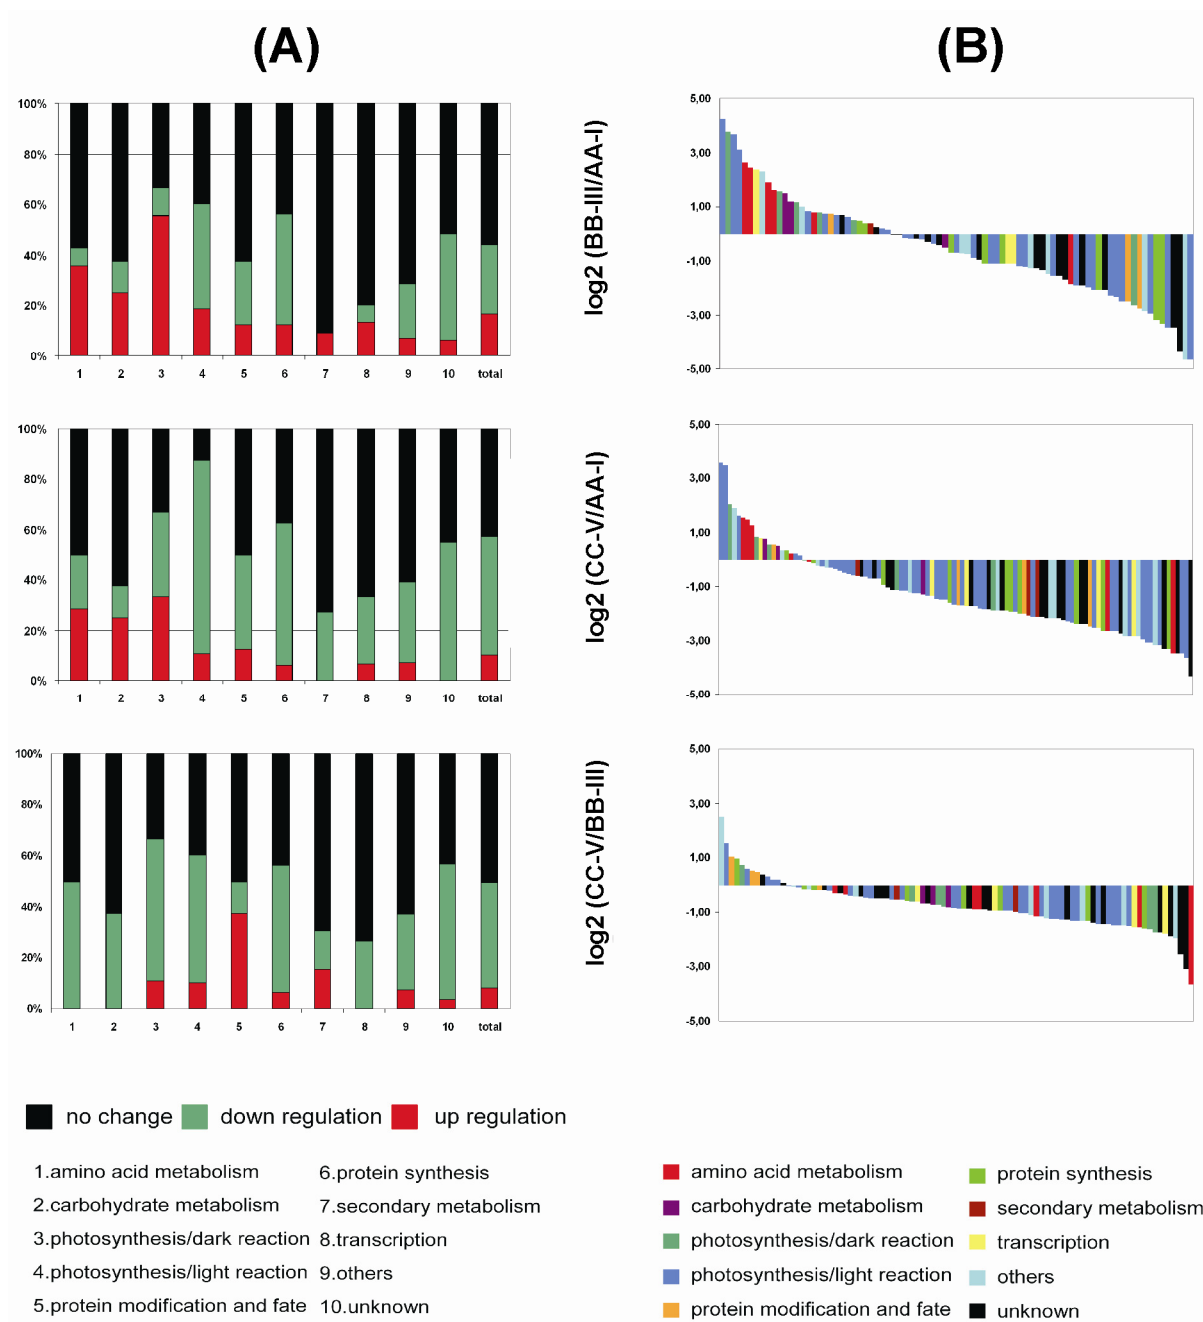 (A)
(B)
100%
80%
60%
40%
20%
0%
1 2 3 4 5 6 7 8 9 10 total
log2 (BB-III/AA-I)
5,00
3,00
1,00
-1,00
-3,00
-5,00
100%
80%
60%
40%
20%
0%
1 2 3 4 5 6 7 8 9 10 total
log2 (CC-V/AA-I)
5,00
3,00
1,00
-1,00
-3,00
-5,00
100%
80%
60%
40%
20%
0%
1 2 3 4 5 6 7 8 9 10 total
log2 (CC-V/BB-III)
5,00
3,00
1,00
-1,00
-3,00
-5,00
no change down regulation up regulation
1.amino acid metabolism
2.carbohydrate metabolism
3.photosynthesis/dark reaction
4.photosynthesis/light reaction
5.protein modification and fate
6.protein synthesis
7.secondary metabolism
8.transcription
9.others
10.unknown
amino acid metabolism
carbohydrate metabolism
photosynthesis/dark reaction
photosynthesis/light reaction
protein modification and fate
protein synthesis
secondary metabolism
transcription
others
unknown